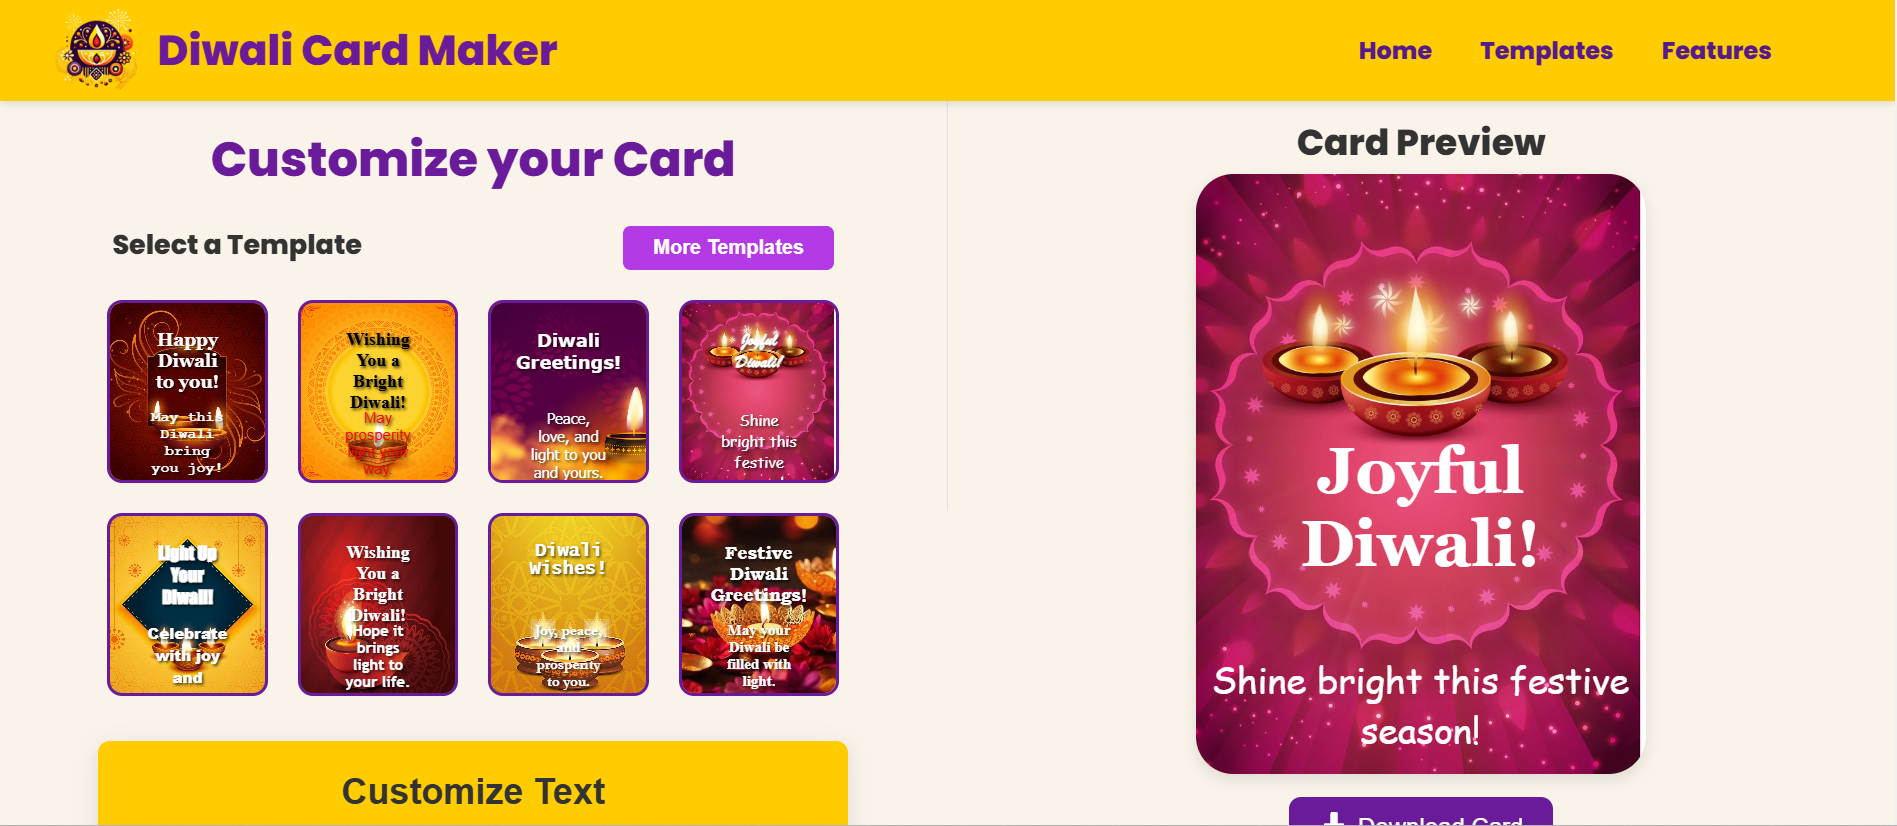 Diwali Card Maker
Home
Templates
Features
Customize your Card
Select a Template
More Templates
Happy
Diwali
to you!
May this
Diwali
bring
you joy!
Wishing
You a
Bright
Diwali!
May
prosperity
light your
way.
Diwali
Greetings!
Peace,
love, and
light to you
and yours.
Joyful
Diwali!
Shine
bright this
festive
Light Up
Your
Diwali!
Celebrate
with joy
and
Wishing
You a
Bright
Diwali!
Hope it
brings
light to
your life.
Diwali
Wishes!
Joy, peace,
and
prosperity
to you.
Festive
Diwali
Greetings!
May your
Diwali be
filled with
light.
Customize Text
Card Preview
Joyful
Diwali!
Shine bright this festive
season!
Download Card